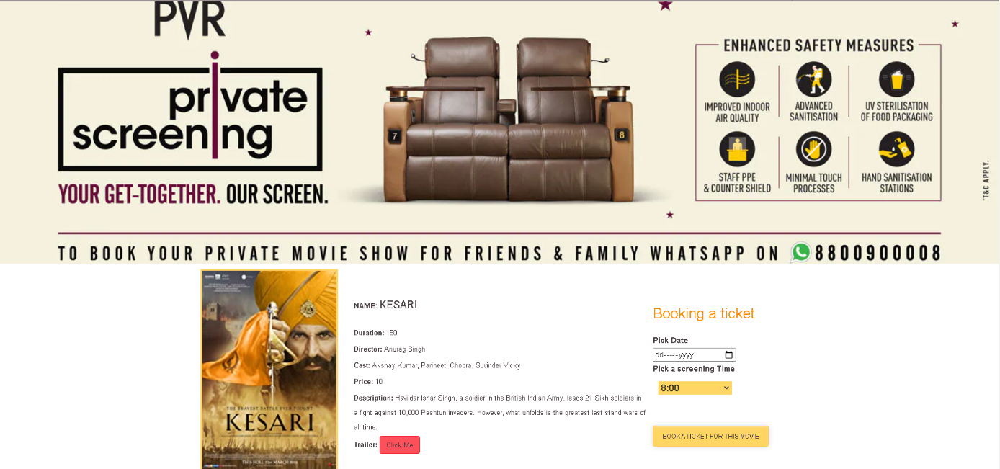 PVR
private
screening
YOUR GET-TOGETHER. OUR SCREEN.
7
8
ENHANCED SAFETY MEASURES
IMPROVED INDOOR
AIR QUALITY
ADVANCED
SANITISATION
UV STERILISATION
OF FOOD PACKAGING
STAFF PPE
& COUNTER SHIELD
MINIMAL TOUCH
PROCESSES
HAND SANITISATION
STATIONS
*T&C APPLY.
TO BOOK YOUR PRIVATE MOVIE SHOW FOR FRIENDS & FAMILY WHATSAPP ON 8800900008
THE BRAVEST BATTLE EVER FOUGHT
KESARI
NAME: KESARI
Duration: 150
Director: Anurag Singh
Cast: Akshay Kumar, Parineeti Chopra, Suvinder Vicky
Price: 10
Description: Havildar Ishar Singh, a soldier in the British Indian Army, leads 21 Sikh soldiers in
a fight against 10,000 Pashtun invaders. However, what unfolds is the greatest last stand wars of
all time.
Trailer: Click Me
Booking a ticket
Pick Date
dd-----yyyy
Pick a screening Time
8:00
BOOK A TICKET FOR THIS MOVIE